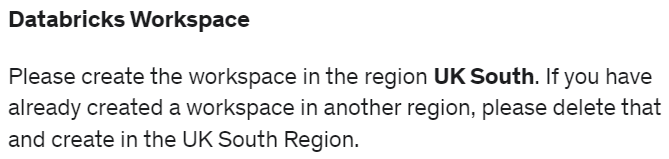 Databricks Workspace
Please create the workspace in the region UK South. If you have
already created a workspace in another region, please delete that
and create in the UK South Region.